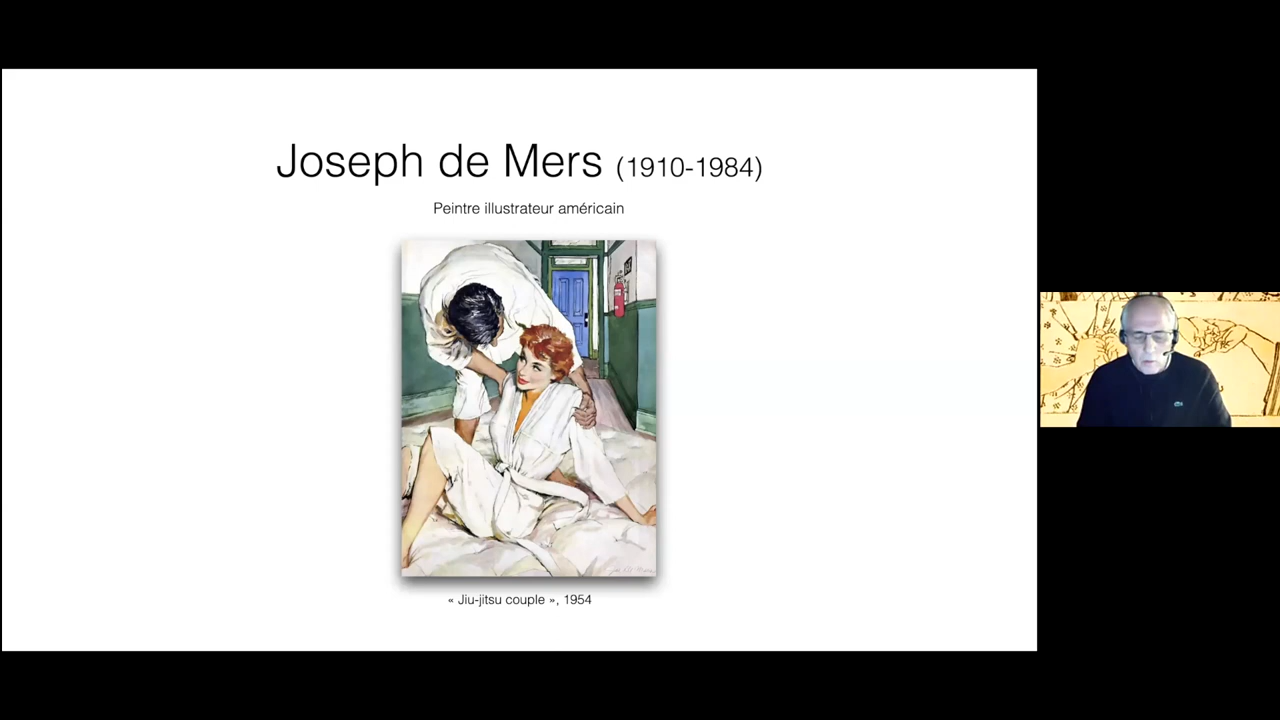 Joseph de Mers (1910-1984)
Peintre illustrateur américain
« Jiu-jitsu couple », 1954